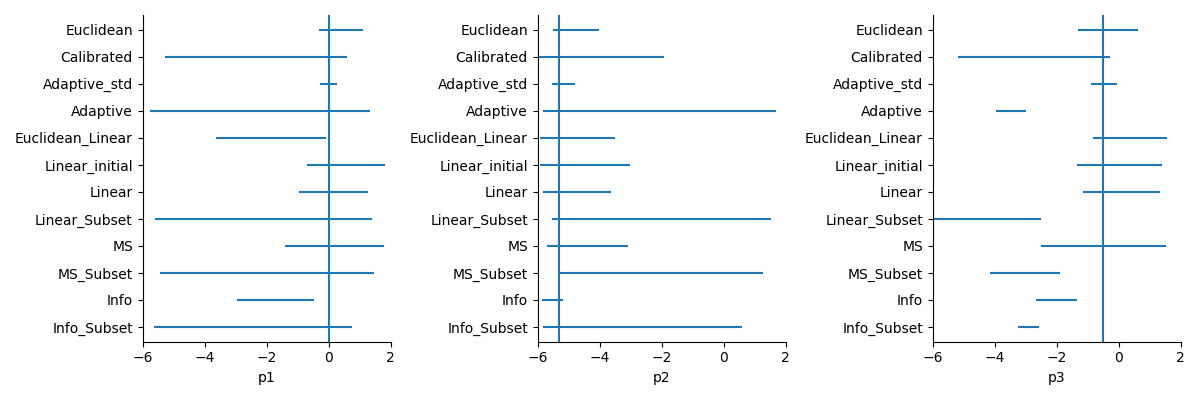 Euclidean
Calibrated
Adaptive_std
Adaptive
Euclidean_Linear
Linear_initial
Linear
Linear_Subset
MS
MS_Subset
Info
Info_Subset
−6 −4 −2 0 2
p1
Euclidean
Calibrated
Adaptive_std
Adaptive
Euclidean_Linear
Linear_initial
Linear
Linear_Subset
MS
MS_Subset
Info
Info_Subset
−6 −4 −2 0 2
p2
Euclidean
Calibrated
Adaptive_std
Adaptive
Euclidean_Linear
Linear_initial
Linear
Linear_Subset
MS
MS_Subset
Info
Info_Subset
−6 −4 −2 0 2
p3